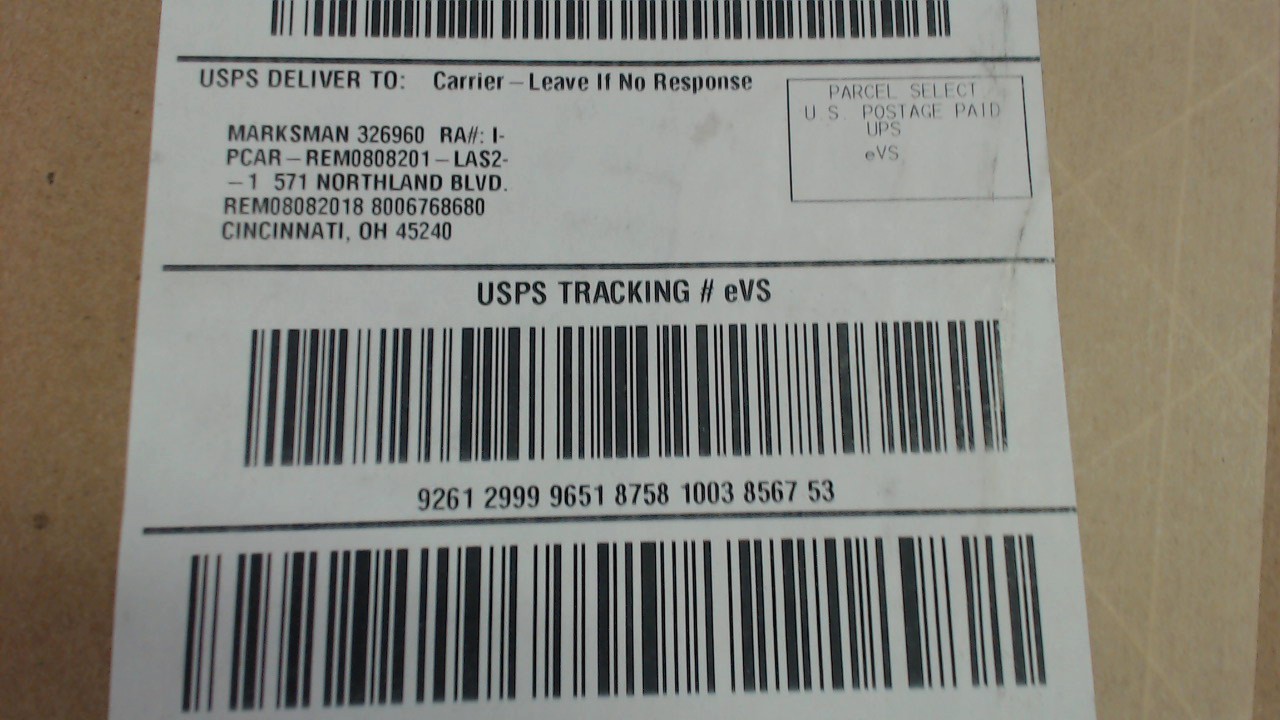 USPS DELIVER TO: Carrier – Leave If No Response
PARCEL SELECT
U S. POSTAGE PAID
UPS
eVS
MARKSMAN 326960 RA#: I-
PCAR – REM0808201 – LAS2-
– 1 571 NORTHLAND BLVD.
REM08082018 8006768680
CINCINNATI, OH 45240
USPS TRACKING # eVS
9261 2999 9651 8758 1003 8567 53